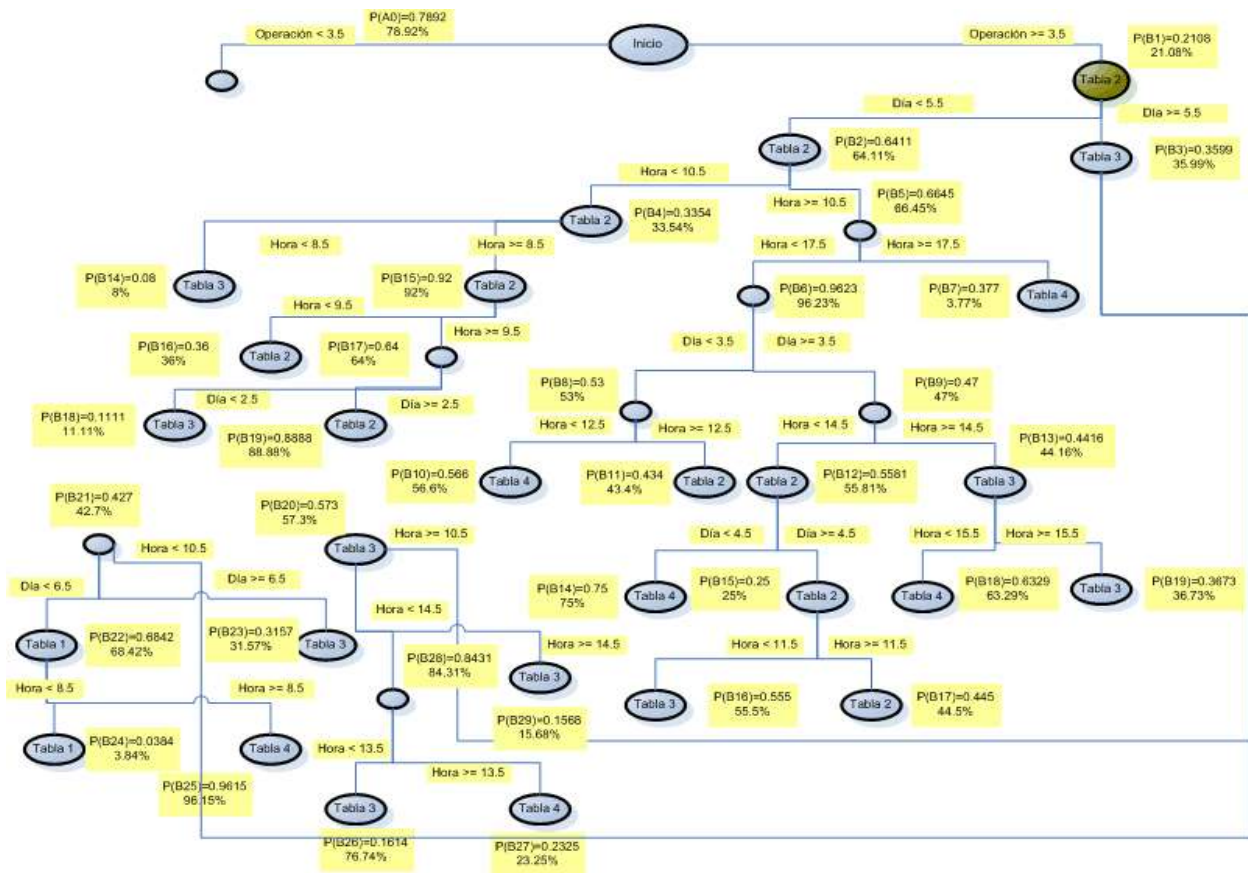 P(A0)=0.7892
78.92%
Operación < 3.5
Inicio
Operación >= 3.5
P(B1)=0.2108
21.08%
Tabla 2
Día < 5.5
Día >= 5.5
Tabla 2
P(B2)=0.6411
64.11%
Tabla 3
P(B3)=0.3599
35.99%
Hora < 10.5
Hora >= 10.5
P(B5)=0.6645
66.45%
Tabla 2
P(B4)=0.3354
33.54%
Hora < 8.5
Hora >= 8.5
Hora < 17.5
Hora >= 17.5
P(B14)=0.08
8%
Tabla 3
P(B15)=0.92
92%
Tabla 2
P(B6)=0.9623
96.23%
P(B7)=0.377
3.77%
Tabla 4
Hora < 9.5
Hora >= 9.5
P(B16)=0.36
36%
Tabla 2
P(B17)=0.64
64%
Día < 3.5
Día >= 3.5
P(B8)=0.53
53%
P(B9)=0.47
47%
Día < 2.5
Día >= 2.5
P(B18)=0.1111
11.11%
Tabla 3
P(B19)=0.8888
88.88%
Tabla 2
Hora < 12.5
Hora >= 12.5
Hora < 14.5
Hora >= 14.5
P(B13)=0.4416
44.16%
P(B10)=0.566
56.6%
Tabla 4
P(B11)=0.434
43.4%
Tabla 2
Tabla 2
P(B12)=0.5581
55.81%
Tabla 3
P(B21)=0.427
42.7%
P(B20)=0.573
57.3%
Hora < 10.5
Tabla 3
Hora >= 10.5
Día < 4.5
Día >= 4.5
Hora < 15.5
Hora >= 15.5
Día < 6.5
Día >= 6.5
P(B14)=0.75
75%
Tabla 4
P(B15)=0.25
25%
Tabla 2
Tabla 4
P(B18)=0.6329
63.29%
Tabla 3
P(B19)=0.3673
36.73%
Hora < 14.5
Hora >= 14.5
Tabla 1
P(B22)=0.6842
68.42%
P(B23)=0.3157
31.57%
Tabla 3
P(B28)=0.8431
84.31%
Tabla 3
Hora < 11.5
Hora >= 11.5
Hora < 8.5
Hora >= 8.5
Tabla 3
P(B16)=0.555
55.5%
Tabla 2
P(B17)=0.445
44.5%
P(B29)=0.1568
15.68%
Tabla 1
P(B24)=0.0384
3.84%
Tabla 4
Hora < 13.5
Hora >= 13.5
P(B25)=0.9615
96.15%
Tabla 3
Tabla 4
P(B26)=0.1614
76.74%
P(B27)=0.2325
23.25%